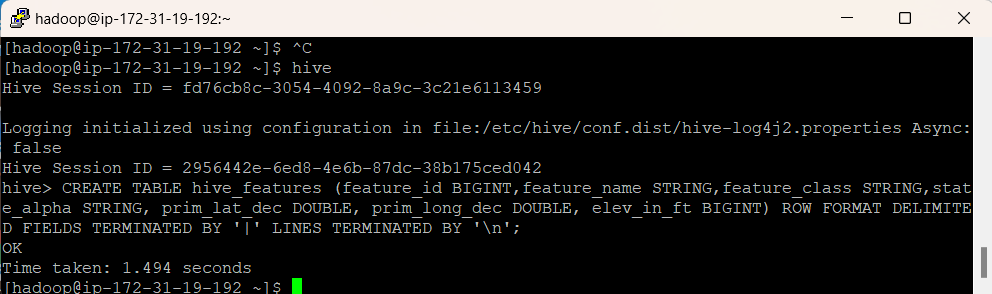 hadoop@ip-172-31-19-192:~
[hadoop@ip-172-31-19-192 ~]$ ^C
[hadoop@ip-172-31-19-192 ~]$ hive
Hive Session ID = fd76cb8c-3054-4092-8a9c-3c21e6113459
Logging initialized using configuration in file:/etc/hive/conf.dist/hive-log4j2.properties Async:
 false
Hive Session ID = 2956442e-6ed8-4e6b-87dc-38b175ced042
hive> CREATE TABLE hive_features (feature_id BIGINT,feature_name STRING,feature_class STRING,stat
e_alpha STRING, prim_lat_dec DOUBLE, prim_long_dec DOUBLE, elev_in_ft BIGINT) ROW FORMAT DELIMITE
D FIELDS TERMINATED BY '|' LINES TERMINATED BY '\n';
OK
Time taken: 1.494 seconds
[hadoop@ip-172-31-19-192 ~]$